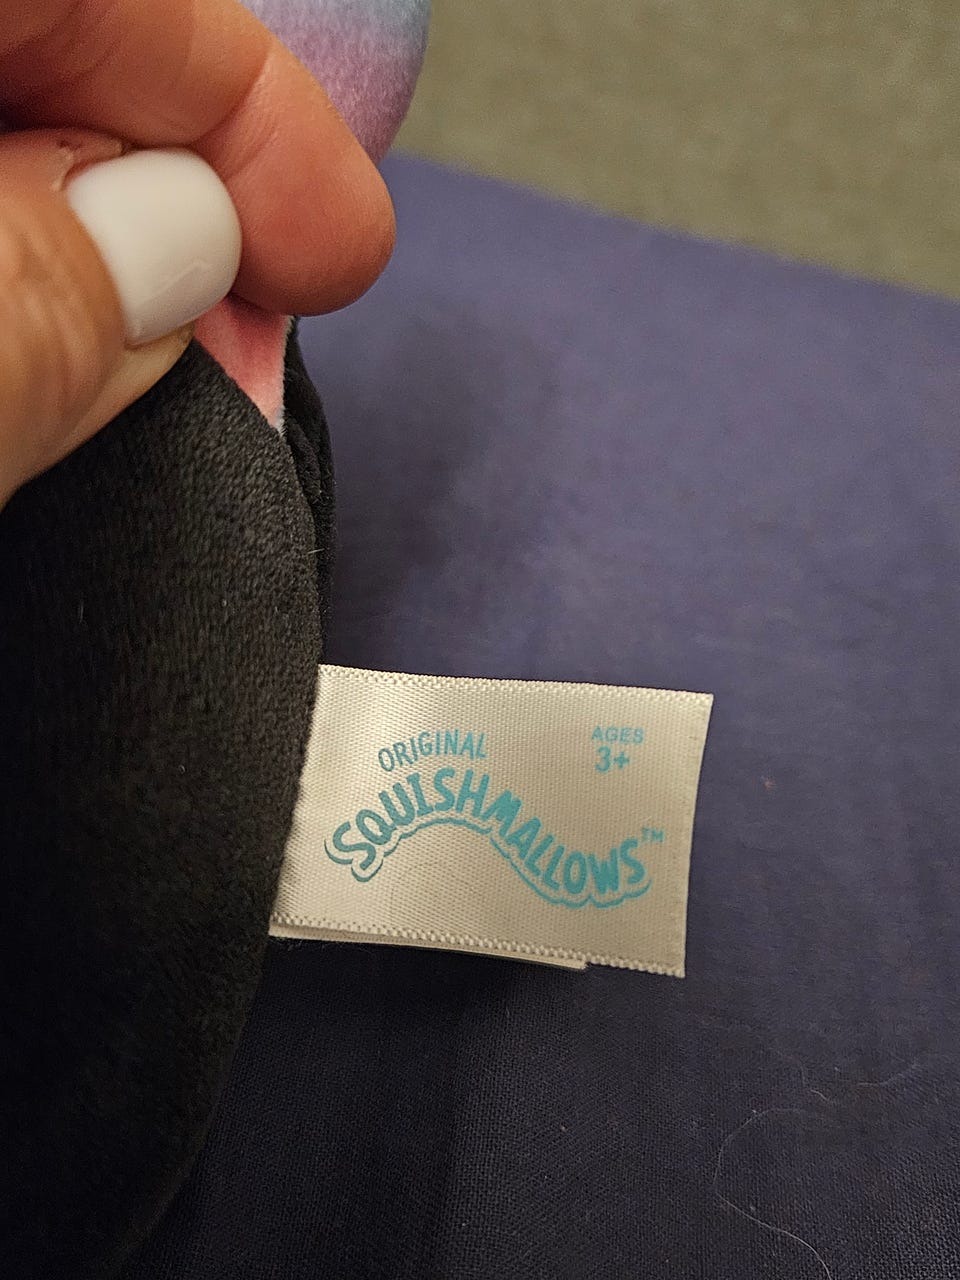 ORIGINAL
SQUISHMALLOWS™
AGES
3+